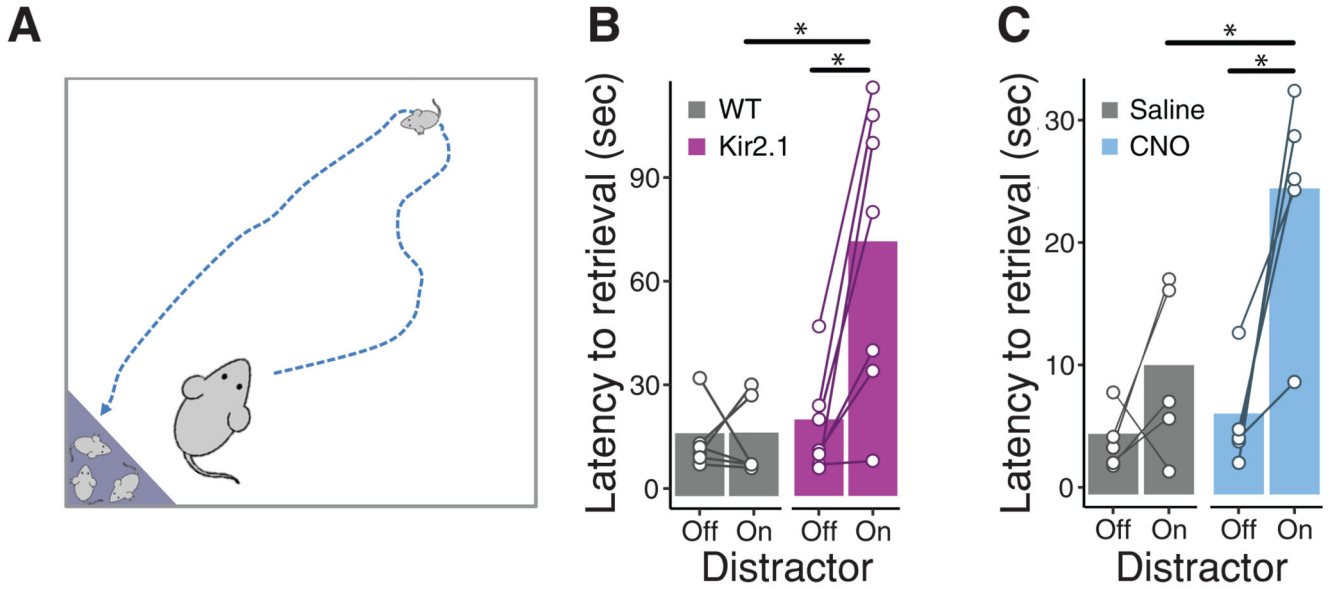 A
B
C
*
*
*
*
Latency to retrieval (sec)
WT
Kir2.1
90
60
30
0
Off On Off On
Distractor
Latency to retrieval (sec)
Saline
CNO
30
20
10
0
Off On Off On
Distractor